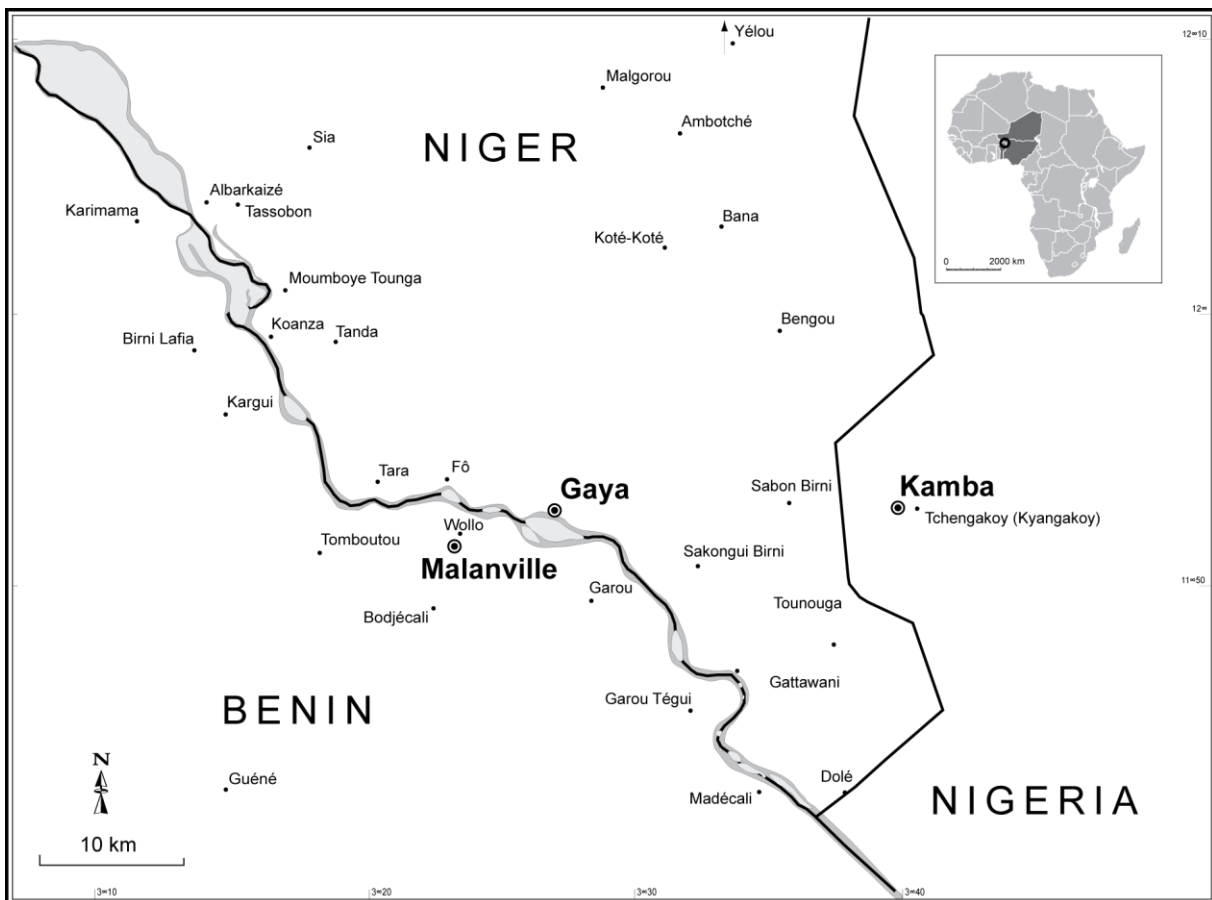 Yélou
12∞10
Malgorou
Ambotché
NIGER
Sia
Albarkaizé
Tassobon
Karimama
Bana
Koté-Koté
0 2000 km
Moumboye Tounga
12∞
Koanza
Tanda
Bengou
Birni Lafia
Kargui
Tara
Fô
Gaya
Sabon Birni
Kamba
Tchengakoy (Kyangakoy)
Wollo
Tomboutou
Malanville
Sakongui Birni
11∞50
Garou
Tounouga
Bodjécali
Gattawani
Garou Tégui
BENIN
N
Guéné
Dolé
Madécali
NIGERIA
10 km
3∞10
3∞20
3∞30
3∞40